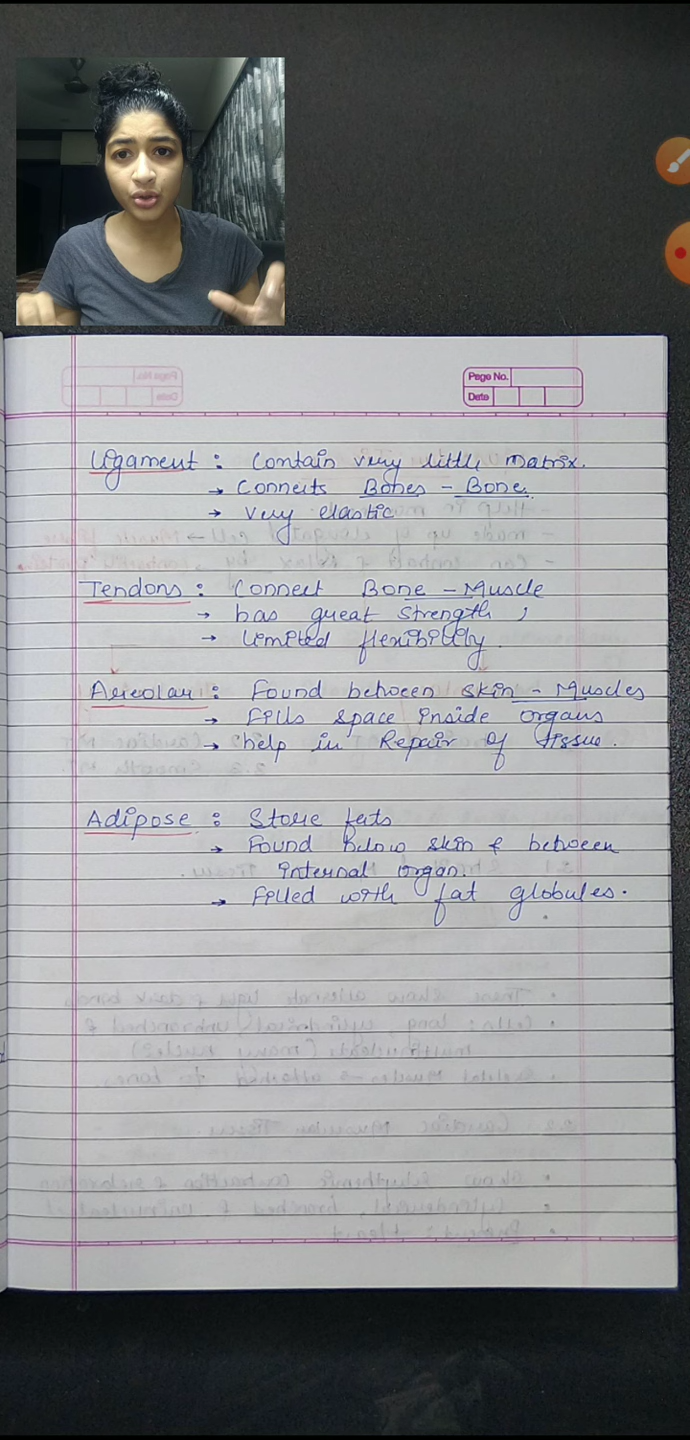 Page No.
Date
Ligament : Contain very little matrix.
→ Connects Bones - Bone
→ very elastic
Tendons : Connect Bone - Muscle
→ has great strength ,
→ limited flexibility.
Areolar : Found between skin - Muscles
→ Fills space inside organs
→ help in Repair of tissue.
Adipose : Store fats
→ Found below skin & between
internal organ.
→ Filled with fat globules.